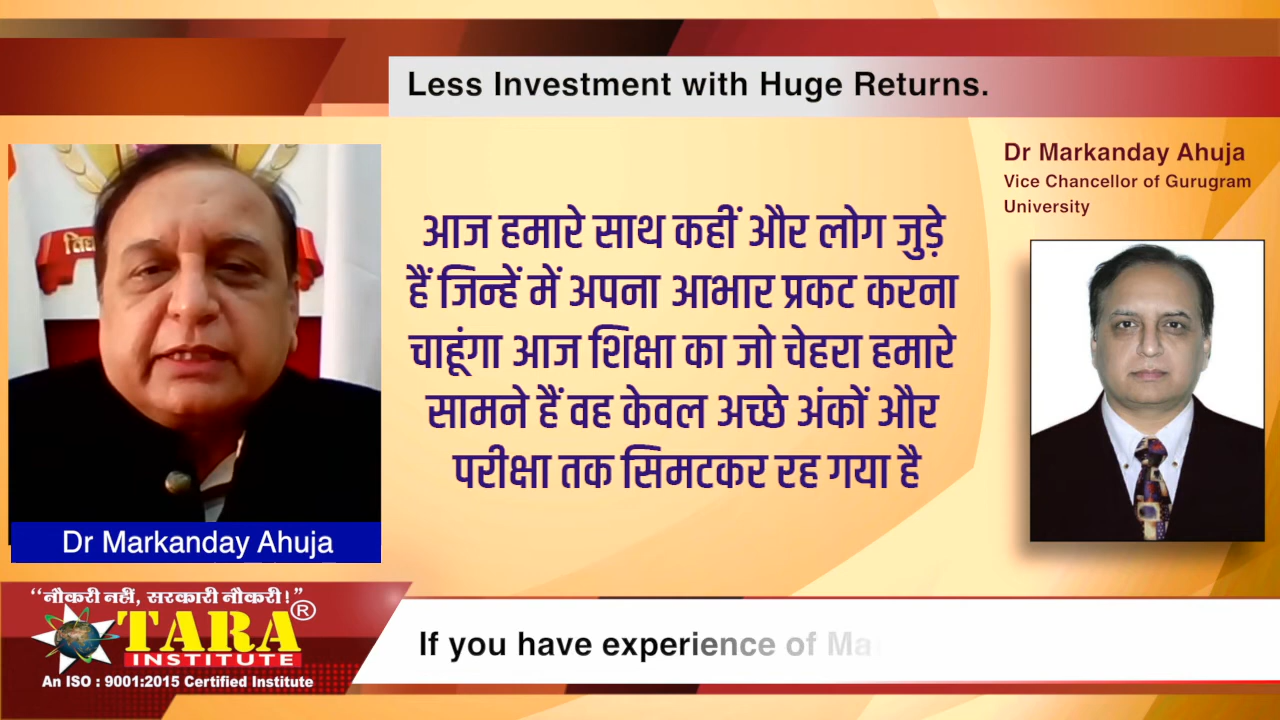 Less Investment with Huge Returns.
Dr Markanday Ahuja
Vice Chancellor of Gurugram
University
आज हमारे साथ कहीं और लोग जुड़े
हैं जिन्हें में अपना आभार प्रकट करना
चाहूंगा आज शिक्षा का जो चेहरा हमारे
सामने हैं वह केवल अच्छे अंकों और
परीक्षा तक सिमटकर रह गया है
Dr Markanday Ahuja
“नौकरी नहीं, सरकारी नौकरी!”
TARA®
INSTITUTE
An ISO : 9001:2015 Certified Institute
If you have experience of